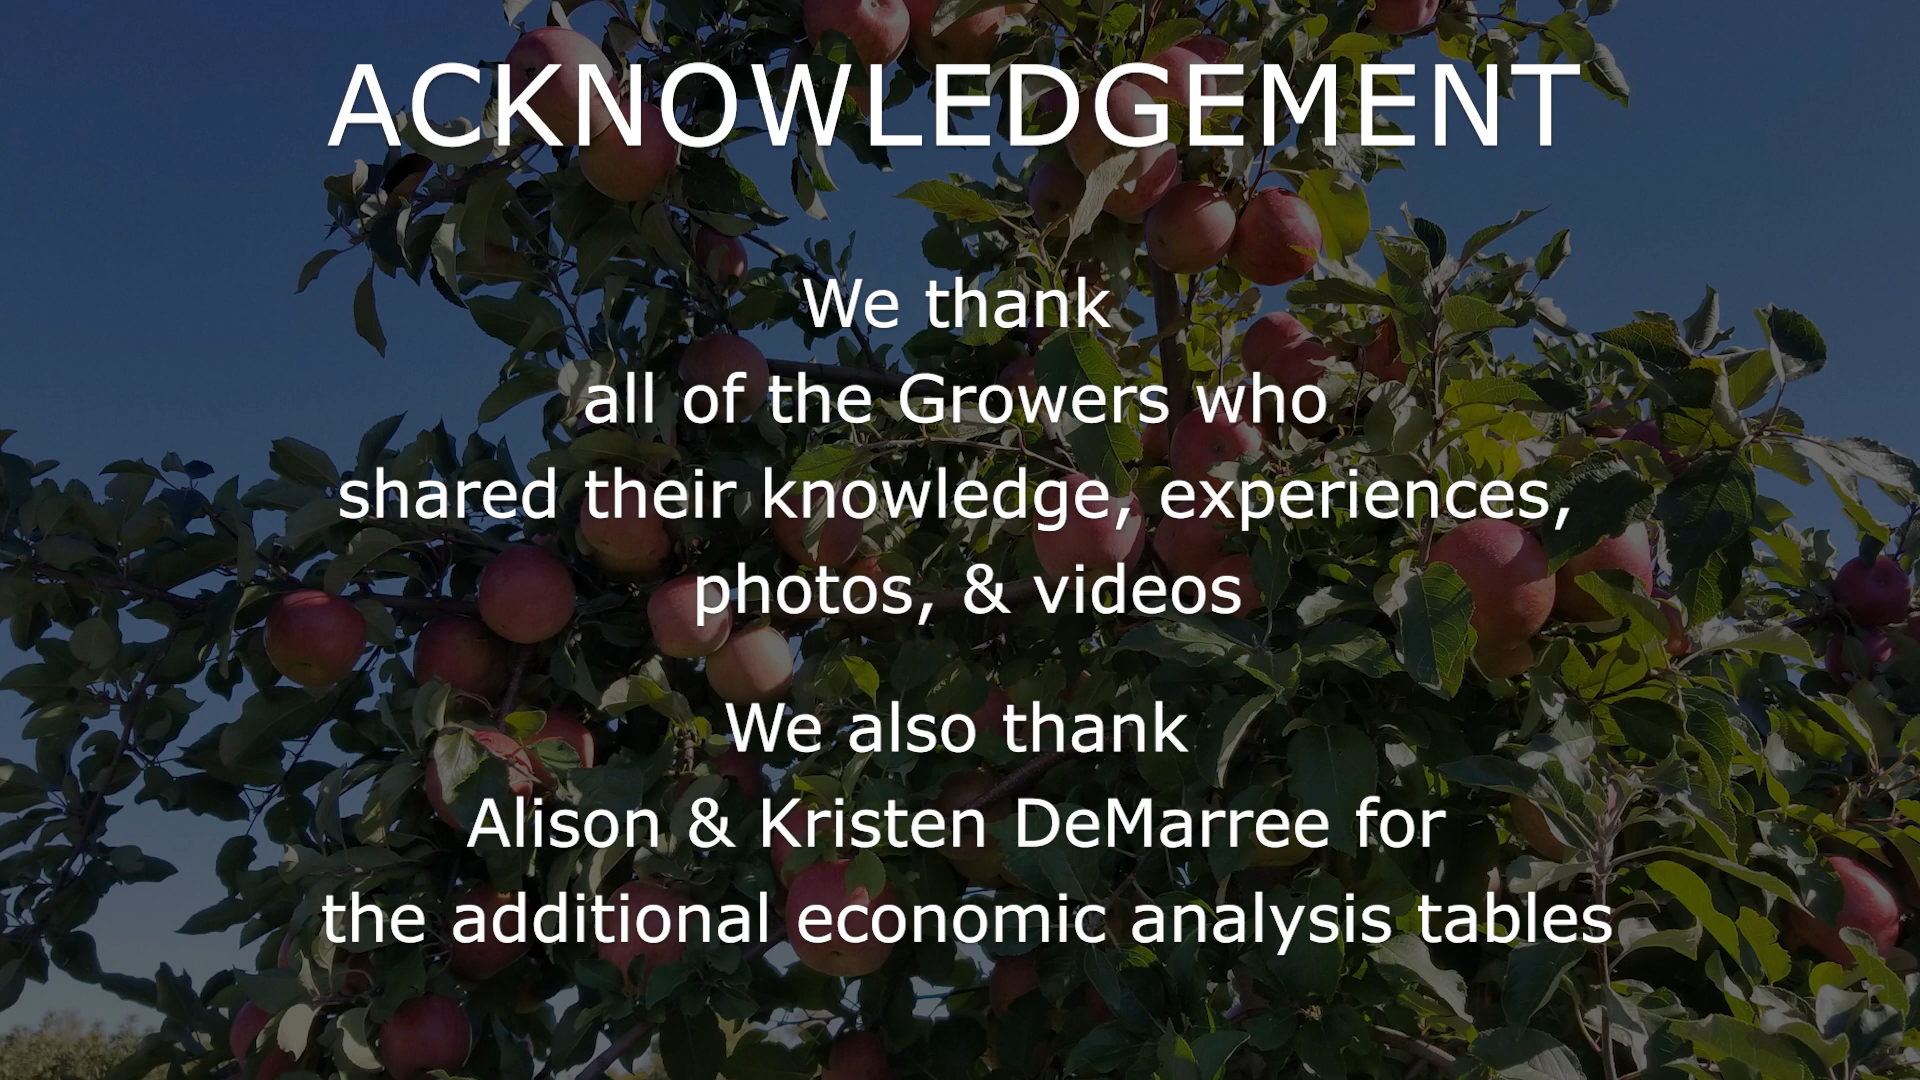 ACKNOWLEDGEMENT
We thank
all of the Growers who
shared their knowledge, experiences,
photos, & videos
We also thank
Alison & Kristen DeMarree for
the additional economic analysis tables